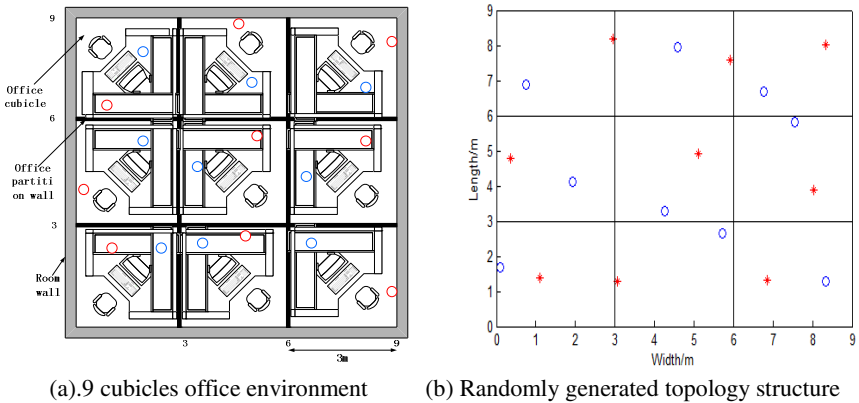 9
Office
cubicle
6
Office
partiti
on wall
3
Room
wall
3
6
9
3m
(a).9 cubicles office environment
9
8
7
6
5
4
3
2
1
0
Length/m
0 1 2 3 4 5 6 7 8 9
Width/m
(b) Randomly generated topology structure